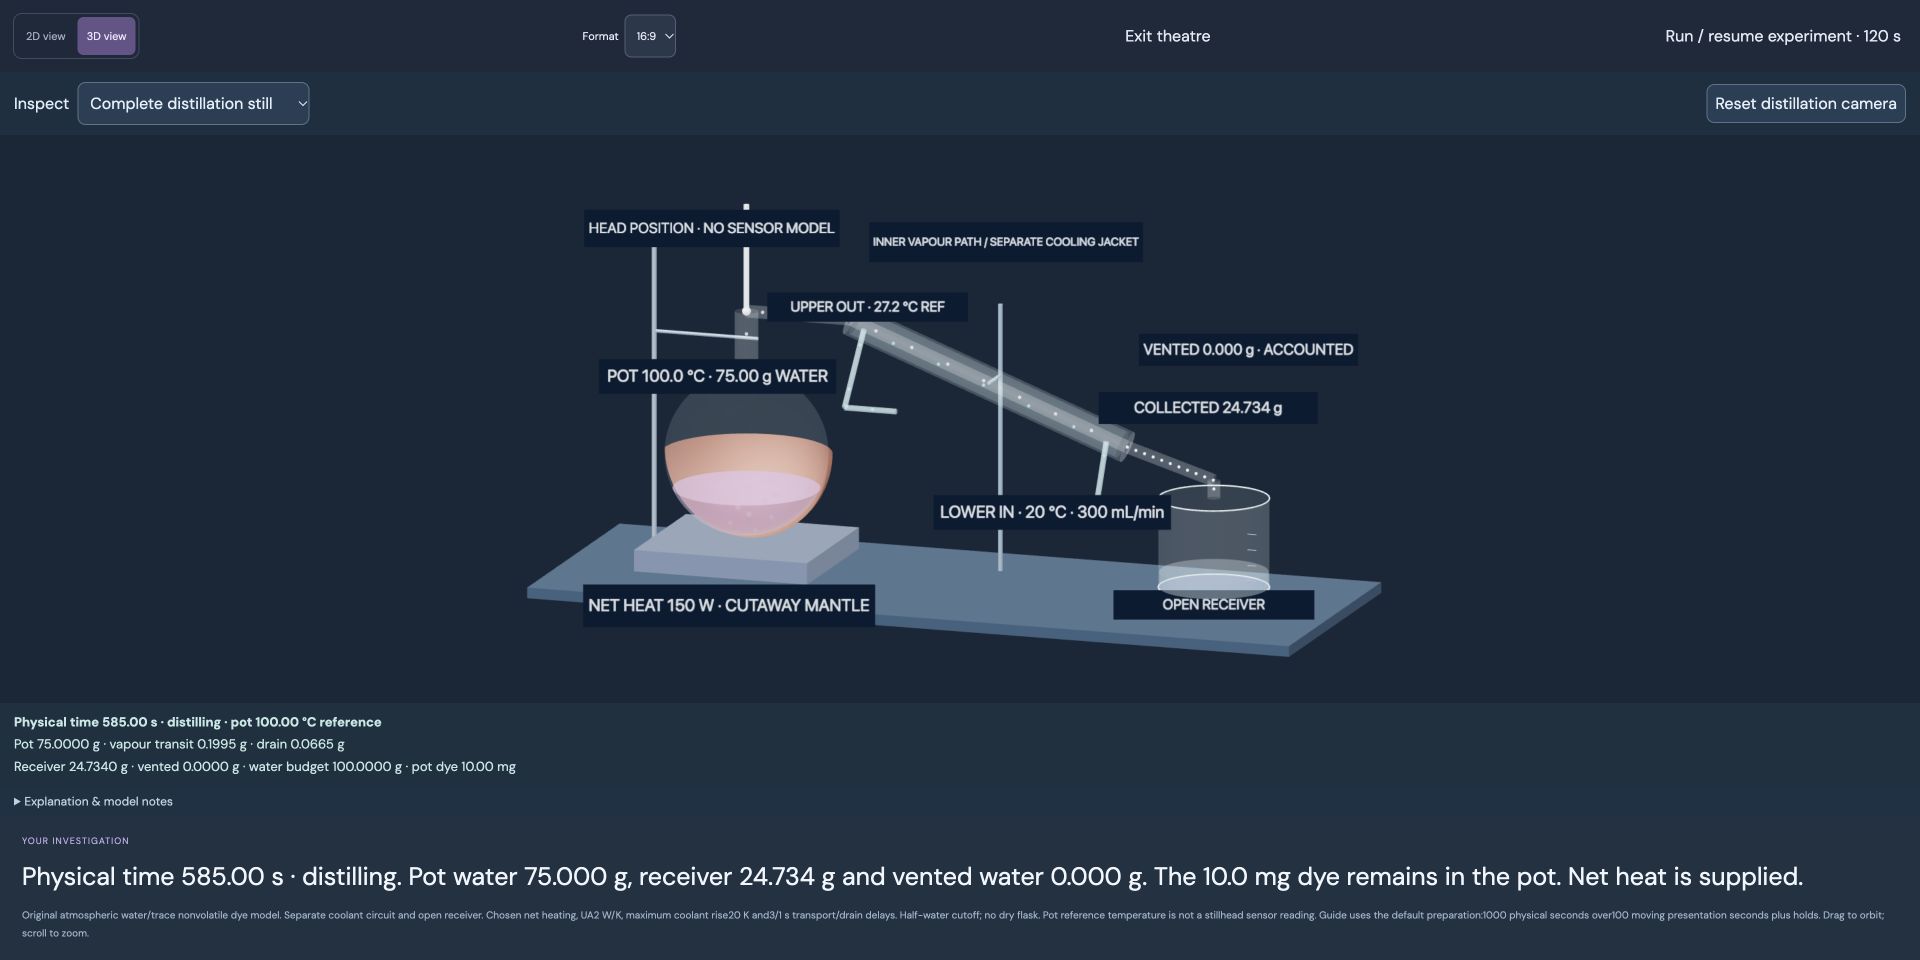 2D view
3D view
Format
16:9
Exit theatre
Run / resume experiment · 120 s
Inspect
Complete distillation still
Reset distillation camera
HEAD POSITION · NO SENSOR MODEL
INNER VAPOUR PATH / SEPARATE COOLING JACKET
UPPER OUT · 27.2 °C REF
VENTED 0.000 g · ACCOUNTED
POT 100.0 °C · 75.00 g WATER
COLLECTED 24.734 g
LOWER IN · 20 °C · 300 mL/min
NET HEAT 150 W · CUTAWAY MANTLE
OPEN RECEIVER
Physical time 585.00 s · distilling · pot 100.00 °C reference
Pot 75.0000 g · vapour transit 0.1995 g · drain 0.0665 g
Receiver 24.7340 g · vented 0.0000 g · water budget 100.0000 g · pot dye 10.00 mg
Explanation & model notes
YOUR INVESTIGATION
Physical time 585.00 s · distilling. Pot water 75.000 g, receiver 24.734 g and vented water 0.000 g. The 10.0 mg dye remains in the pot. Net heat is supplied.
Original atmospheric water/trace nonvolatile dye model. Separate coolant circuit and open receiver. Chosen net heating, UA2 W/K, maximum coolant rise20 K and3/1 s transport/drain delays. Half-water cutoff; no dry flask. Pot reference temperature is not a stillhead sensor reading. Guide uses the default preparation:1000 physical seconds over100 moving presentation seconds plus holds. Drag to orbit;
scroll to zoom.